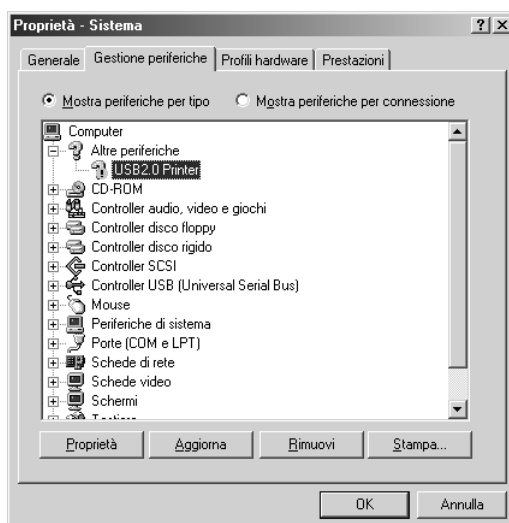 Proprietà - Sistema
Generale Gestione periferiche Profili hardware Prestazioni
Mostra periferiche per tipo Mostra periferiche per connessione
Computer
Altre periferiche
USB2.0 Printer
CD-ROM
Controller audio, video e giochi
Controller disco floppy
Controller disco rigido
Controller SCSI
Controller USB (Universal Serial Bus)
Mouse
Periferiche di sistema
Porte (COM e LPT)
Schede di rete
Schede video
Schermi
Proprietà Aggiorna Rimuovi Stampa...
OK Annulla